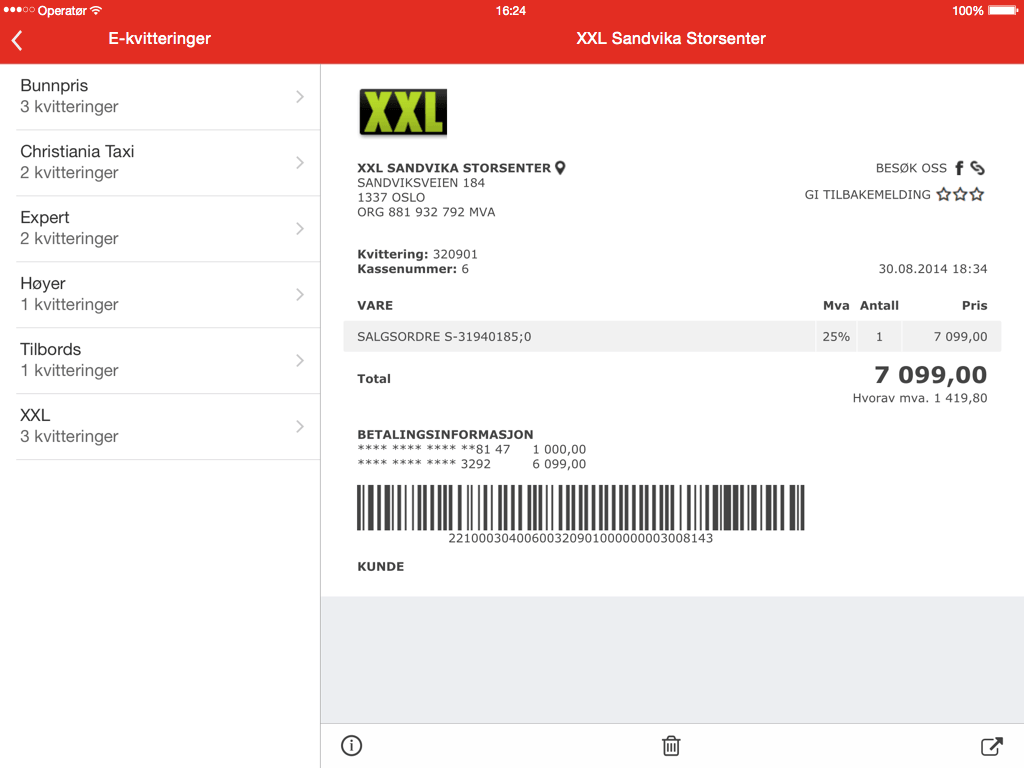 Operatør
16:24
100%
E-kvitteringer
XXL Sandvika Storsenter
Bunnpris
3 kvitteringer
Christiania Taxi
2 kvitteringer
Expert
2 kvitteringer
Høyer
1 kvitteringer
Tilbords
1 kvitteringer
XXL
3 kvitteringer
XXL
XXL SANDVIKA STORSENTER
SANDVIKSVEIEN 184
1337 OSLO
ORG 881 932 792 MVA
BESØK OSS
GI TILBAKEMELDING
Kvittering: 320901
Kassenummer: 6
30.08.2014 18:34
VARE Mva Antall Pris
SALGSORDRE S-31940185;0 25% 1 7 099,00
Total 7 099,00
Hvorav mva. 1 419,80
BETALINGSINFORMASJON
**** **** **** **81 47 1 000,00
**** **** **** 3292 6 099,00
22100030400600320901000000003008143
KUNDE